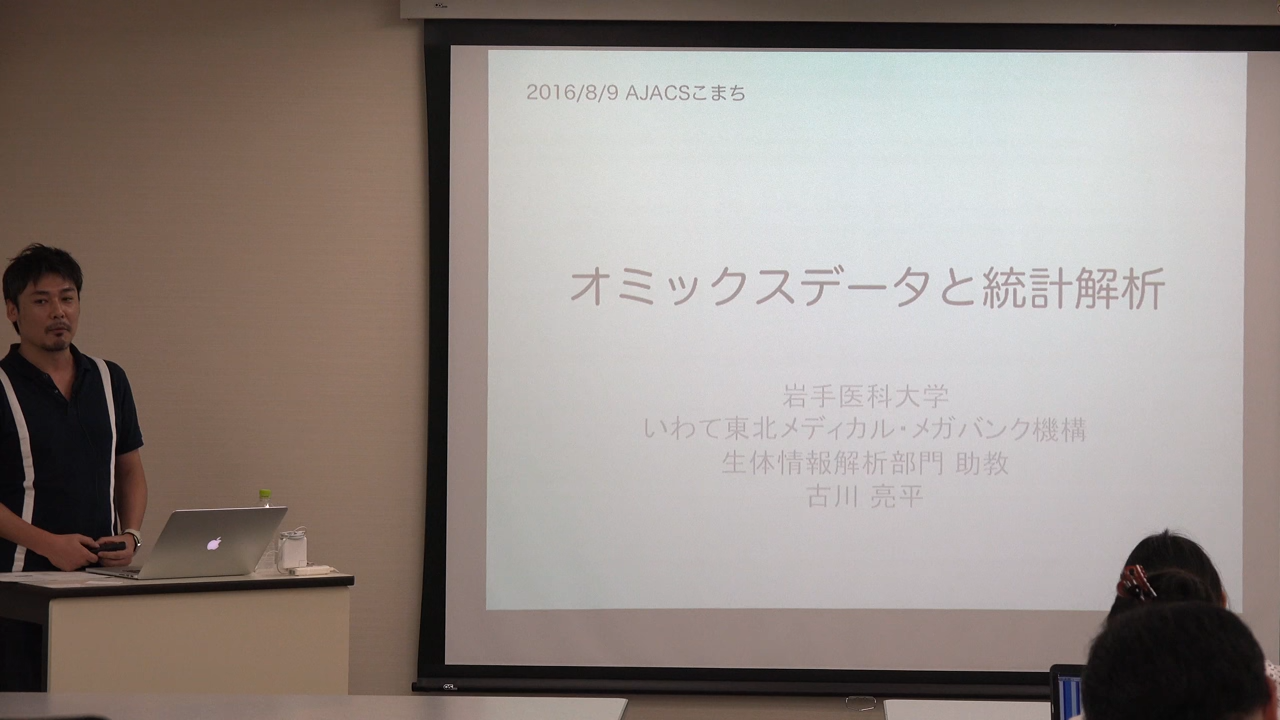 2016/8/9 AJACSこまち
オミックスデータと統計解析
岩手医科大学
いわて東北メディカル・メガバンク機構
生体情報解析部門 助教
古川 亮平